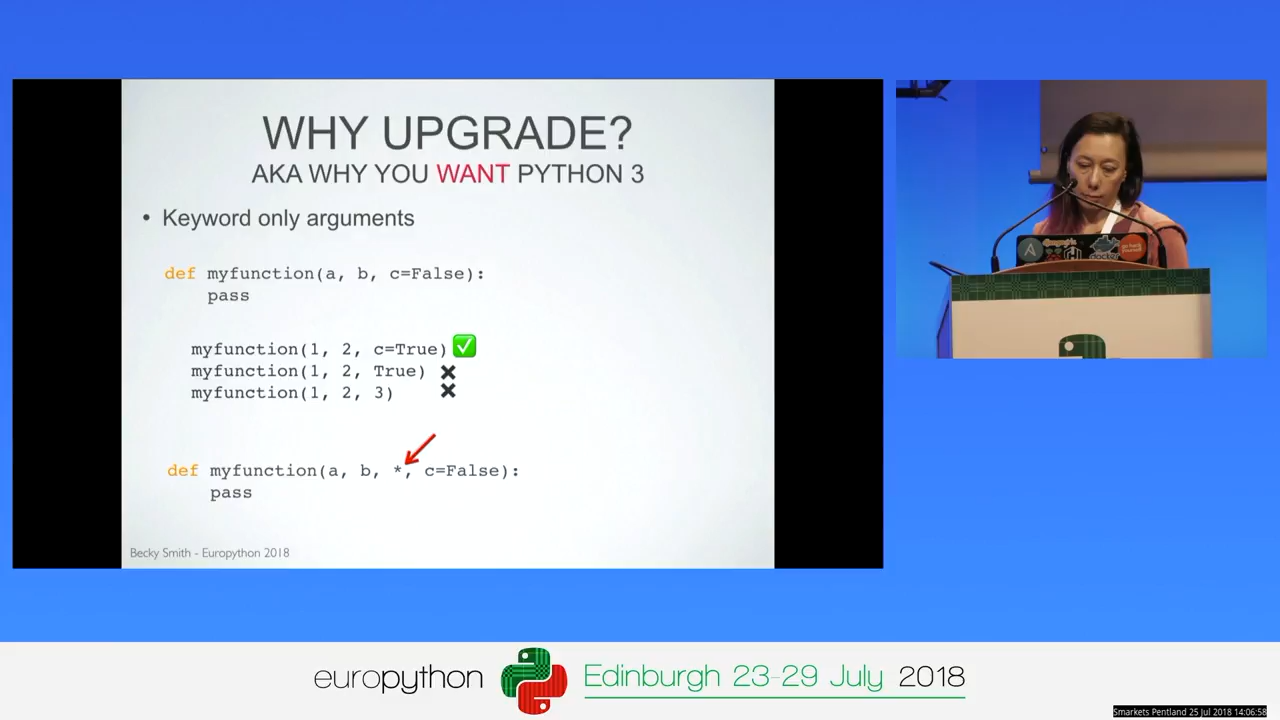 WHY UPGRADE?
AKA WHY YOU WANT PYTHON 3
• Keyword only arguments
def myfunction(a, b, c=False):
pass
myfunction(1, 2, c=True) ✅
myfunction(1, 2, True) ✖
myfunction(1, 2, 3) ✖
def myfunction(a, b, *, c=False):
pass
Becky Smith - Europython 2018
docker
europython
Edinburgh 23-29 July 2018
Smarkets Pentland 25 Jul 2018 14:06:58